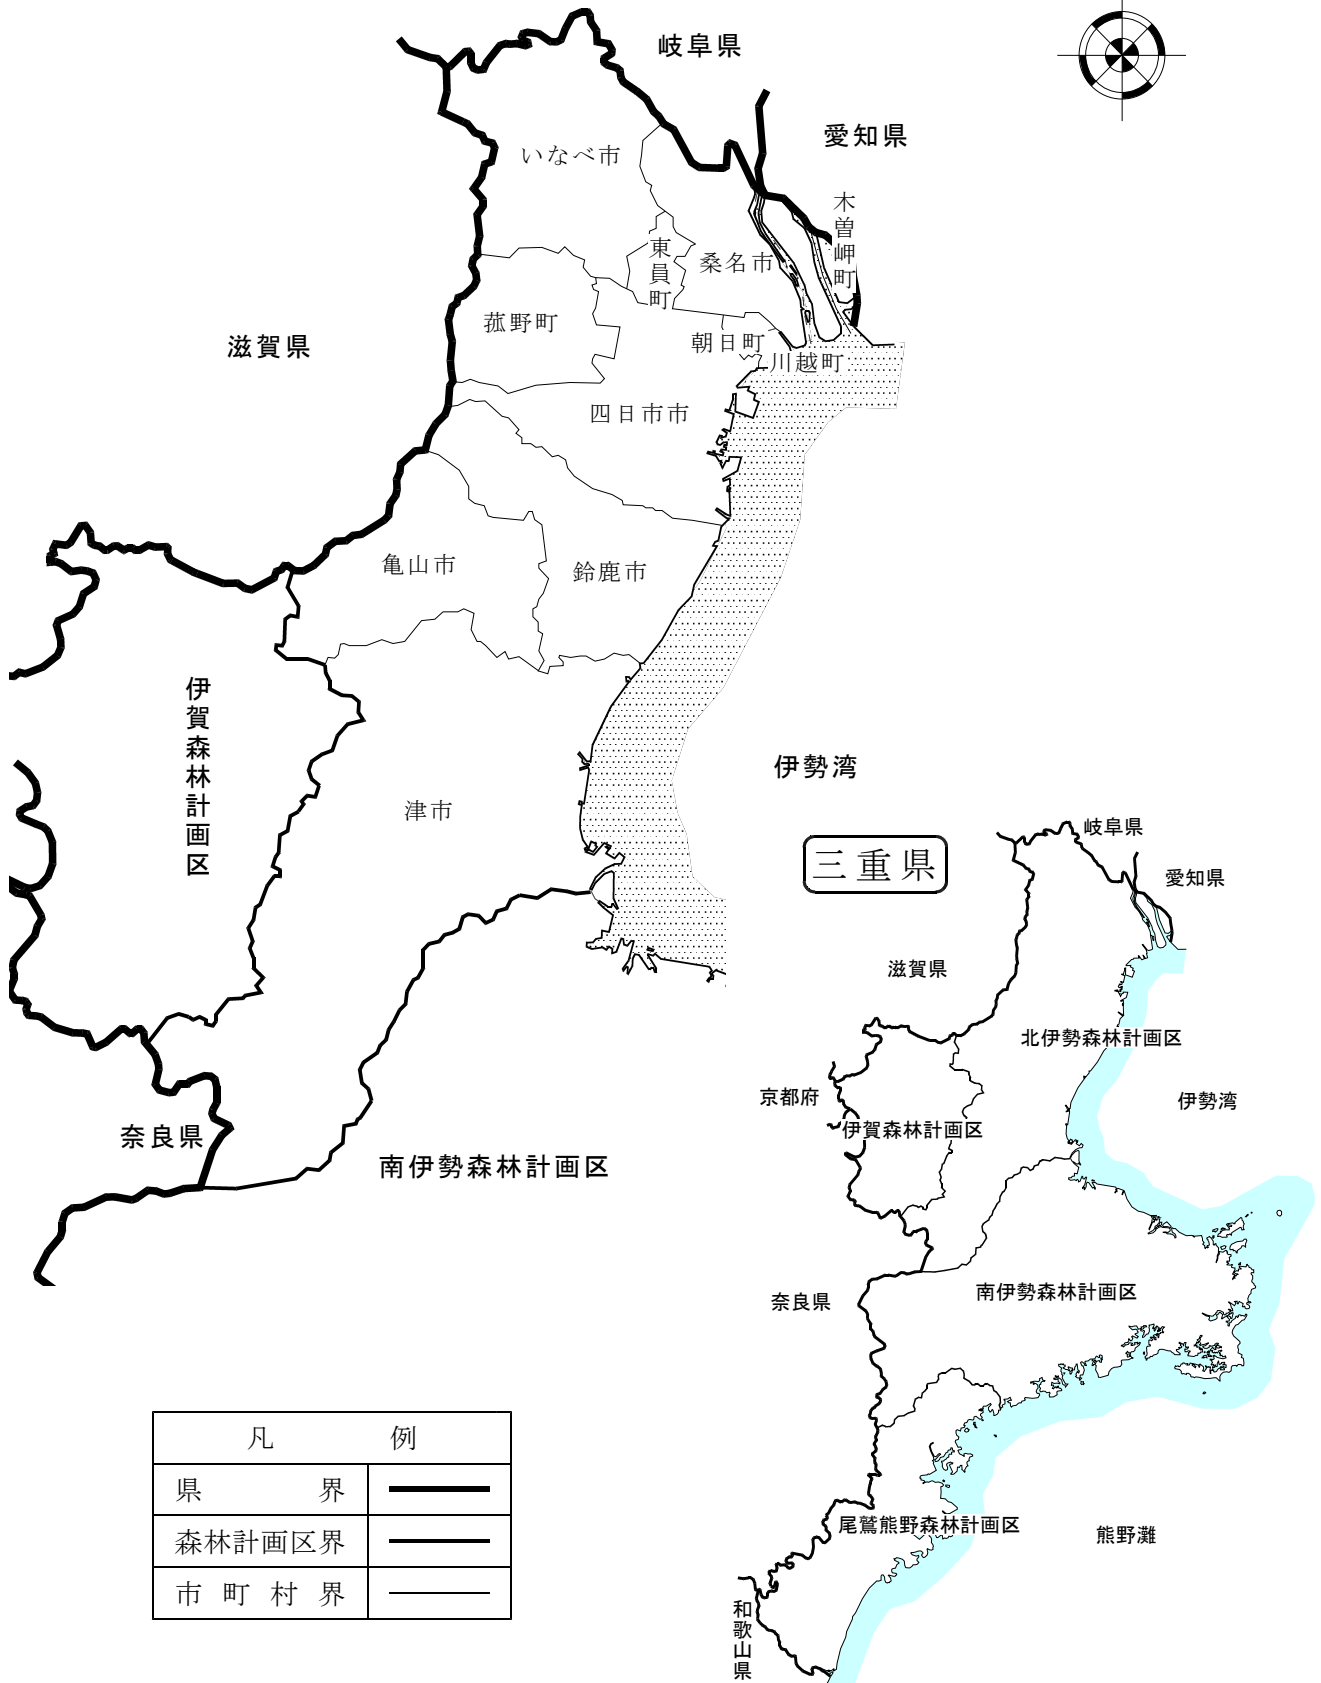 岐阜県
愛知県
いなべ市
木曽岬町
東員町
桑名市
菰野町
滋賀県
朝日町
川越町
四日市市
亀山市
鈴鹿市
伊賀森林計画区
伊勢湾
津市
奈良県
南伊勢森林計画区
三重県
岐阜県
愛知県
滋賀県
北伊勢森林計画区
京都府
伊勢湾
伊賀森林計画区
南伊勢森林計画区
奈良県
尾鷲熊野森林計画区
熊野灘
和歌山県
凡例
県界
森林計画区界
市町村界